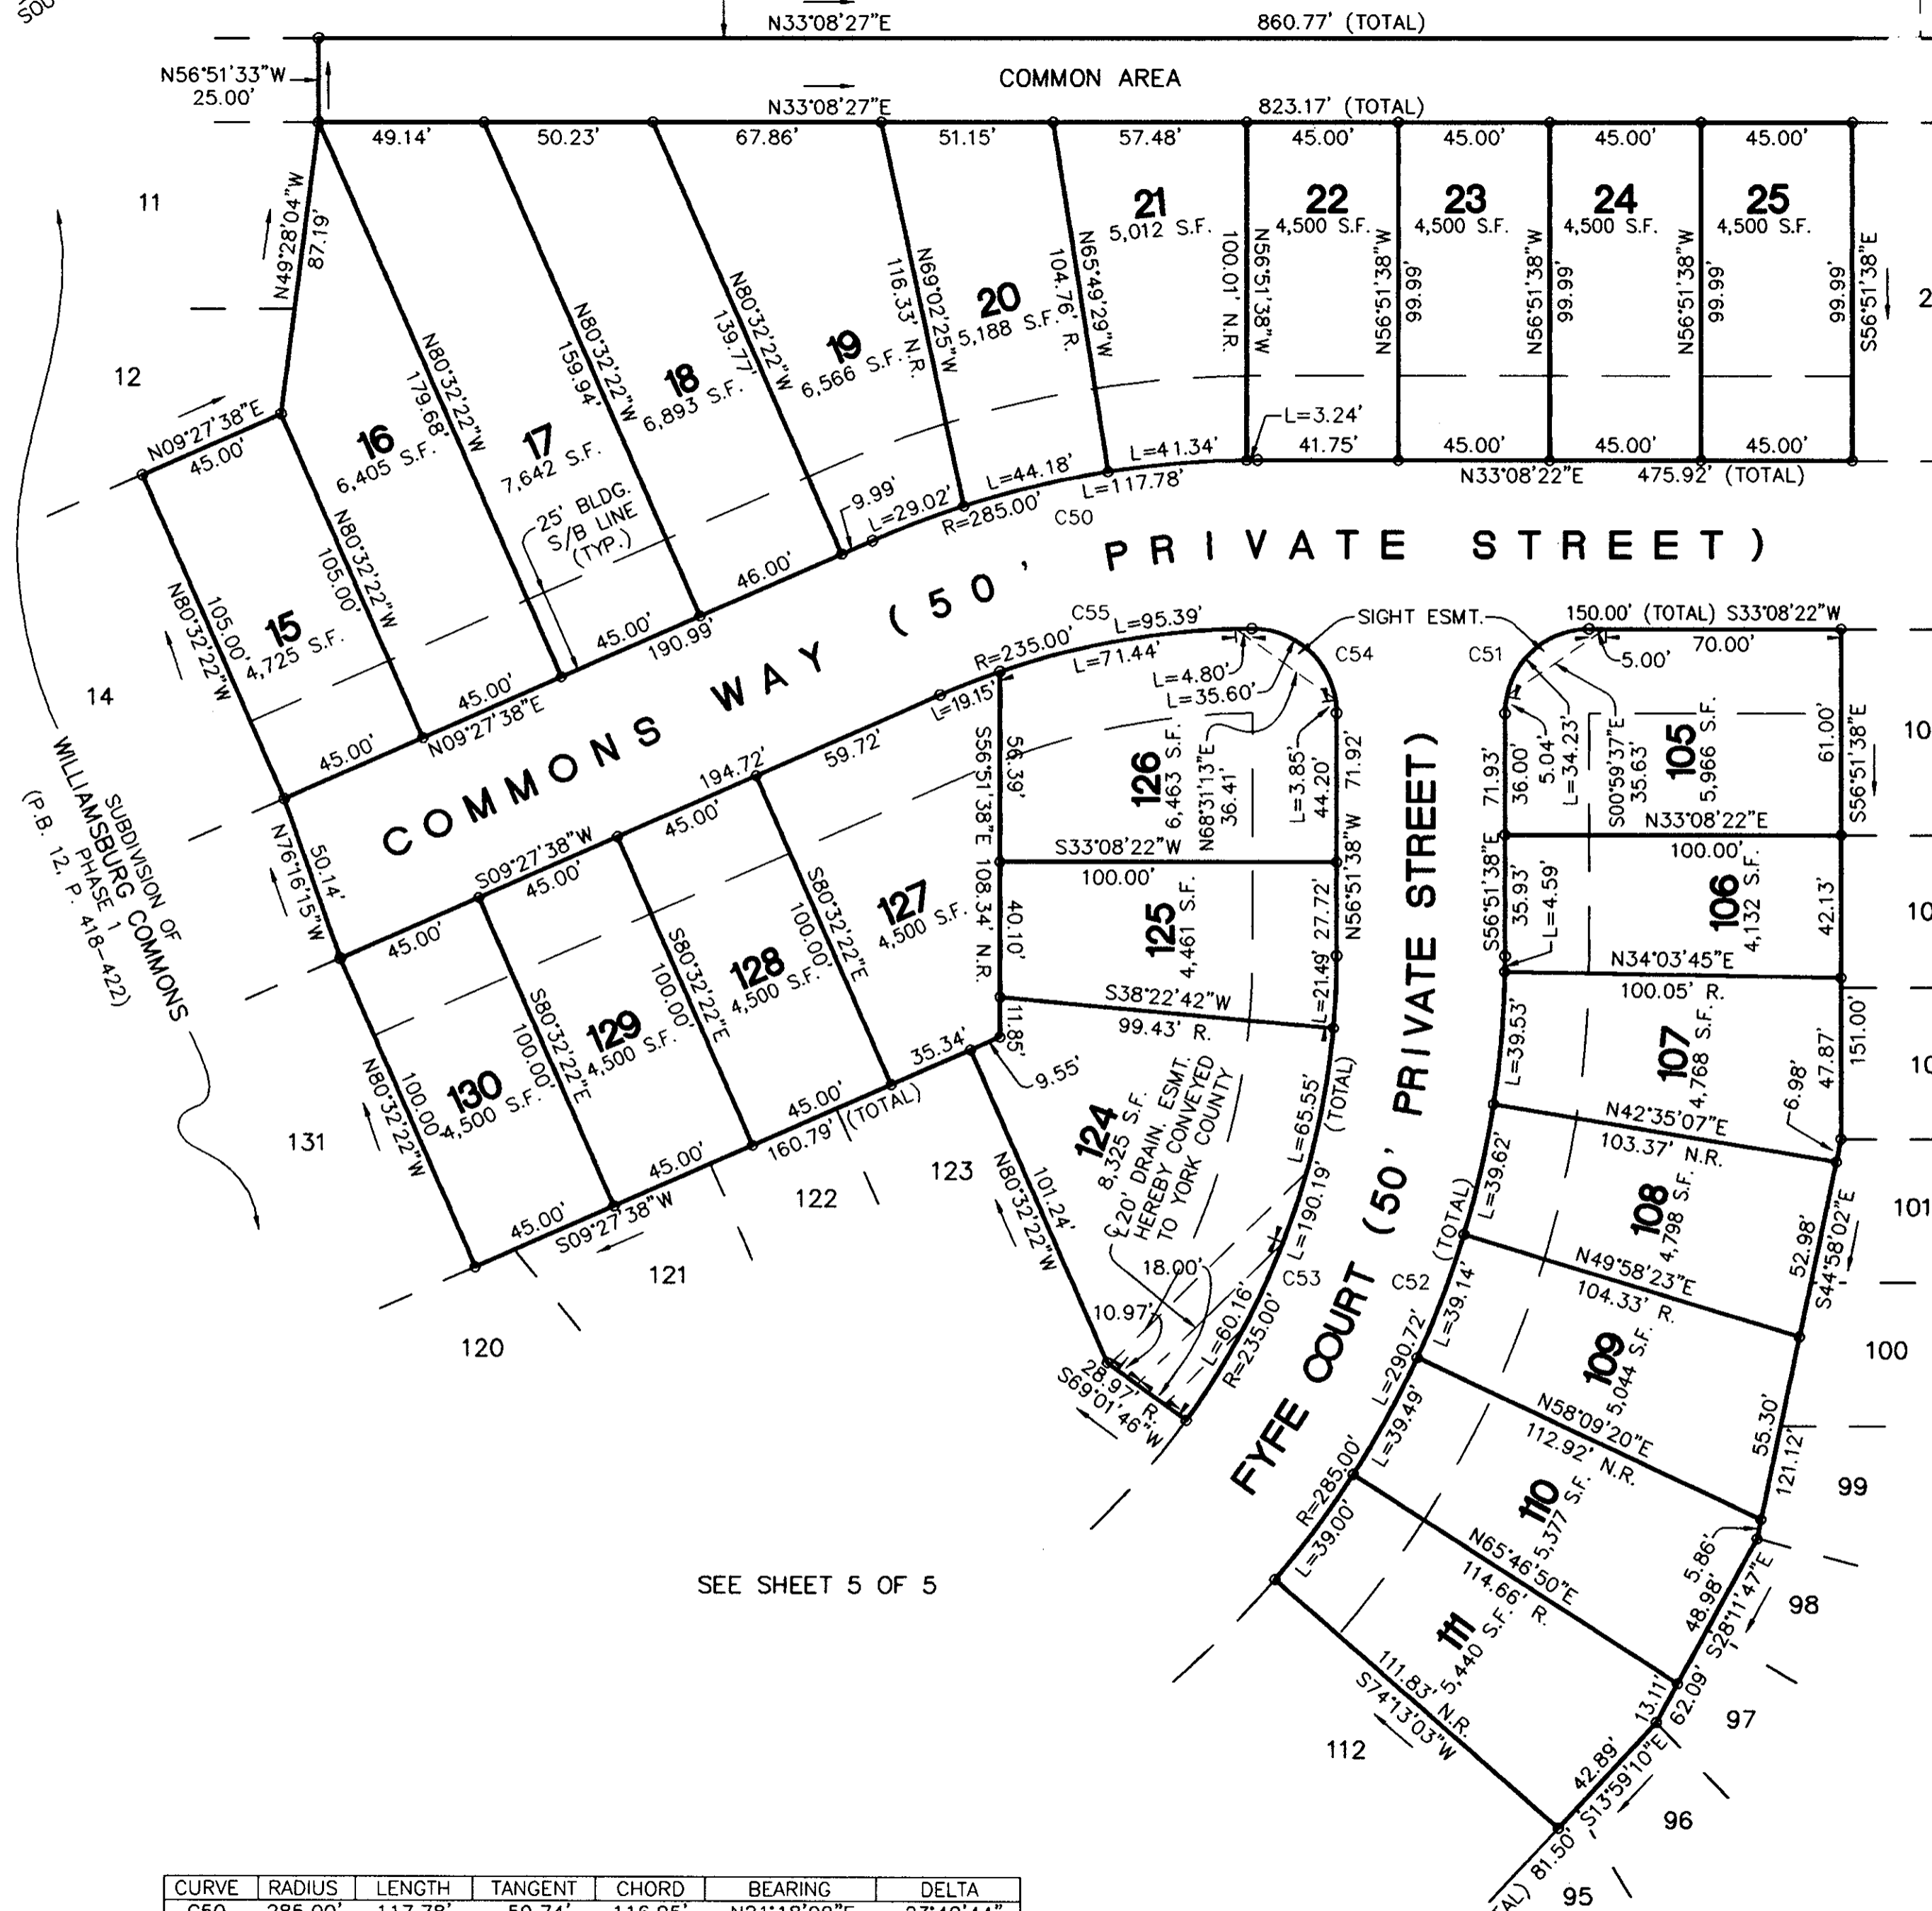 SOU
N33°08'27"E
860.77' (TOTAL)
N56°51'33"W
25.00'
COMMON AREA
N33°08'27"E
823.17' (TOTAL)
49.14'
50.23'
67.86'
51.15'
57.48'
45.00'
45.00'
45.00'
45.00'
11
N49°28'04"W
87.19'
12
N09°27'38"E
45.00'
14
15
4,725 S.F.
N80°32'22"W
105.00'
16
6,405 S.F.
N80°32'22"W
105.00'
17
7,642 S.F.
N80°32'22"W
179.68'
18
6,893 S.F.
N80°32'22"W
159.94'
19
6,566 S.F.
N80°32'22"W
139.77'
20
5,188 S.F.
N69°02'25"W
116.33' N.R.
21
5,012 S.F.
N65°49'29"W
104.76' R.
100.01' N.R.
N56°51'38"W
22
4,500 S.F.
N56°51'38"W
99.99'
23
4,500 S.F.
N56°51'38"W
99.99'
24
4,500 S.F.
N56°51'38"W
99.99'
25
4,500 S.F.
99.99'
S56°51'38"E
2
25' BLDG.
S/B LINE
(TYP.)
45.00'
N09°27'38"E
45.00'
45.00'
190.99'
46.00'
9.99'
L=29.02'
R=285.00'
L=44.18'
L=117.78'
C50
L=41.34'
L=3.24'
41.75'
45.00'
45.00'
45.00'
N33°08'22"E
475.92' (TOTAL)
COMMONS WAY (50' PRIVATE STREET)
SUBDIVISION OF
WILLIAMSBURG COMMONS
PHASE 1
(P.B. 12, P. 418-422)
N76°16'15"W
50.14'
45.00'
S09°27'38"W
45.00'
45.00'
194.72'
59.72'
L=19.15'
R=235.00'
C55
L=95.39'
L=71.44'
L=4.80'
L=35.60'
SIGHT ESMT.
C54
C51
150.00' (TOTAL) S33°08'22"W
70.00'
5.00'
126
6,463 S.F.
S56°51'38"E 108.34' N.R.
56.39'
N68°31'13"E
36.41'
L=3.85'
44.20'
71.92'
N56°51'38"W
S33°08'22"W
100.00'
125
4,461 S.F.
40.10'
27.72'
L=21.49'
S38°22'42"W
99.43' R.
11.85'
9.55'
127
4,500 S.F.
S80°32'22"E
100.00'
128
4,500 S.F.
S80°32'22"E
100.00'
129
4,500 S.F.
S80°32'22"E
100.00'
130
4,500 S.F.
N80°32'22"W
100.00'
131
45.00'
S09°27'38"W
45.00'
45.00'
160.79'
(TOTAL)
35.34'
120
121
122
123
124
8,325 S.F.
℄20' DRAIN. ESMT.
HEREBY CONVEYED
TO YORK COUNTY
N80°32'22"W
101.24'
18.00'
10.97'
28.97' R.
S69°01'46"W
L=65.55'
(TOTAL)
L=190.19'
C53
L=60.16'
R=235.00'
FYFE COURT (50' PRIVATE STREET)
71.93'
36.00'
5.04'
L=34.23'
S00°59'37"E
35.63'
105
5,966 S.F.
61.00'
S56°51'38"E
10
N33°08'22"E
100.00'
S56°51'38"E
35.93'
L=4.59'
106
4,132 S.F.
42.13'
10
N34°03'45"E
100.05' R.
L=39.53'
107
4,768 S.F.
47.87'
151.00'
10
6.98'
N42°35'07"E
103.37' N.R.
L=39.62'
108
4,798 S.F.
52.98'
S44°58'02"E
101
N49°58'23"E
104.33' R.
(TOTAL)
C52
L=39.14'
L=290.72'
109
5,044 S.F.
55.30'
121.12'
100
99
N58°09'20"E
112.92' N.R.
L=39.49'
R=285.00'
110
5,377 S.F.
5.86'
48.98'
S28°11'47"E
98
N65°46'50"E
114.66' R.
L=39.00'
111
5,440 S.F.
13.11'
62.09'
97
111.83' N.R.
S74°13'03"W
112
42.89'
S13°59'10"E
96
81.50'
95
SEE SHEET 5 OF 5
CURVE RADIUS LENGTH TANGENT CHORD BEARING DELTA